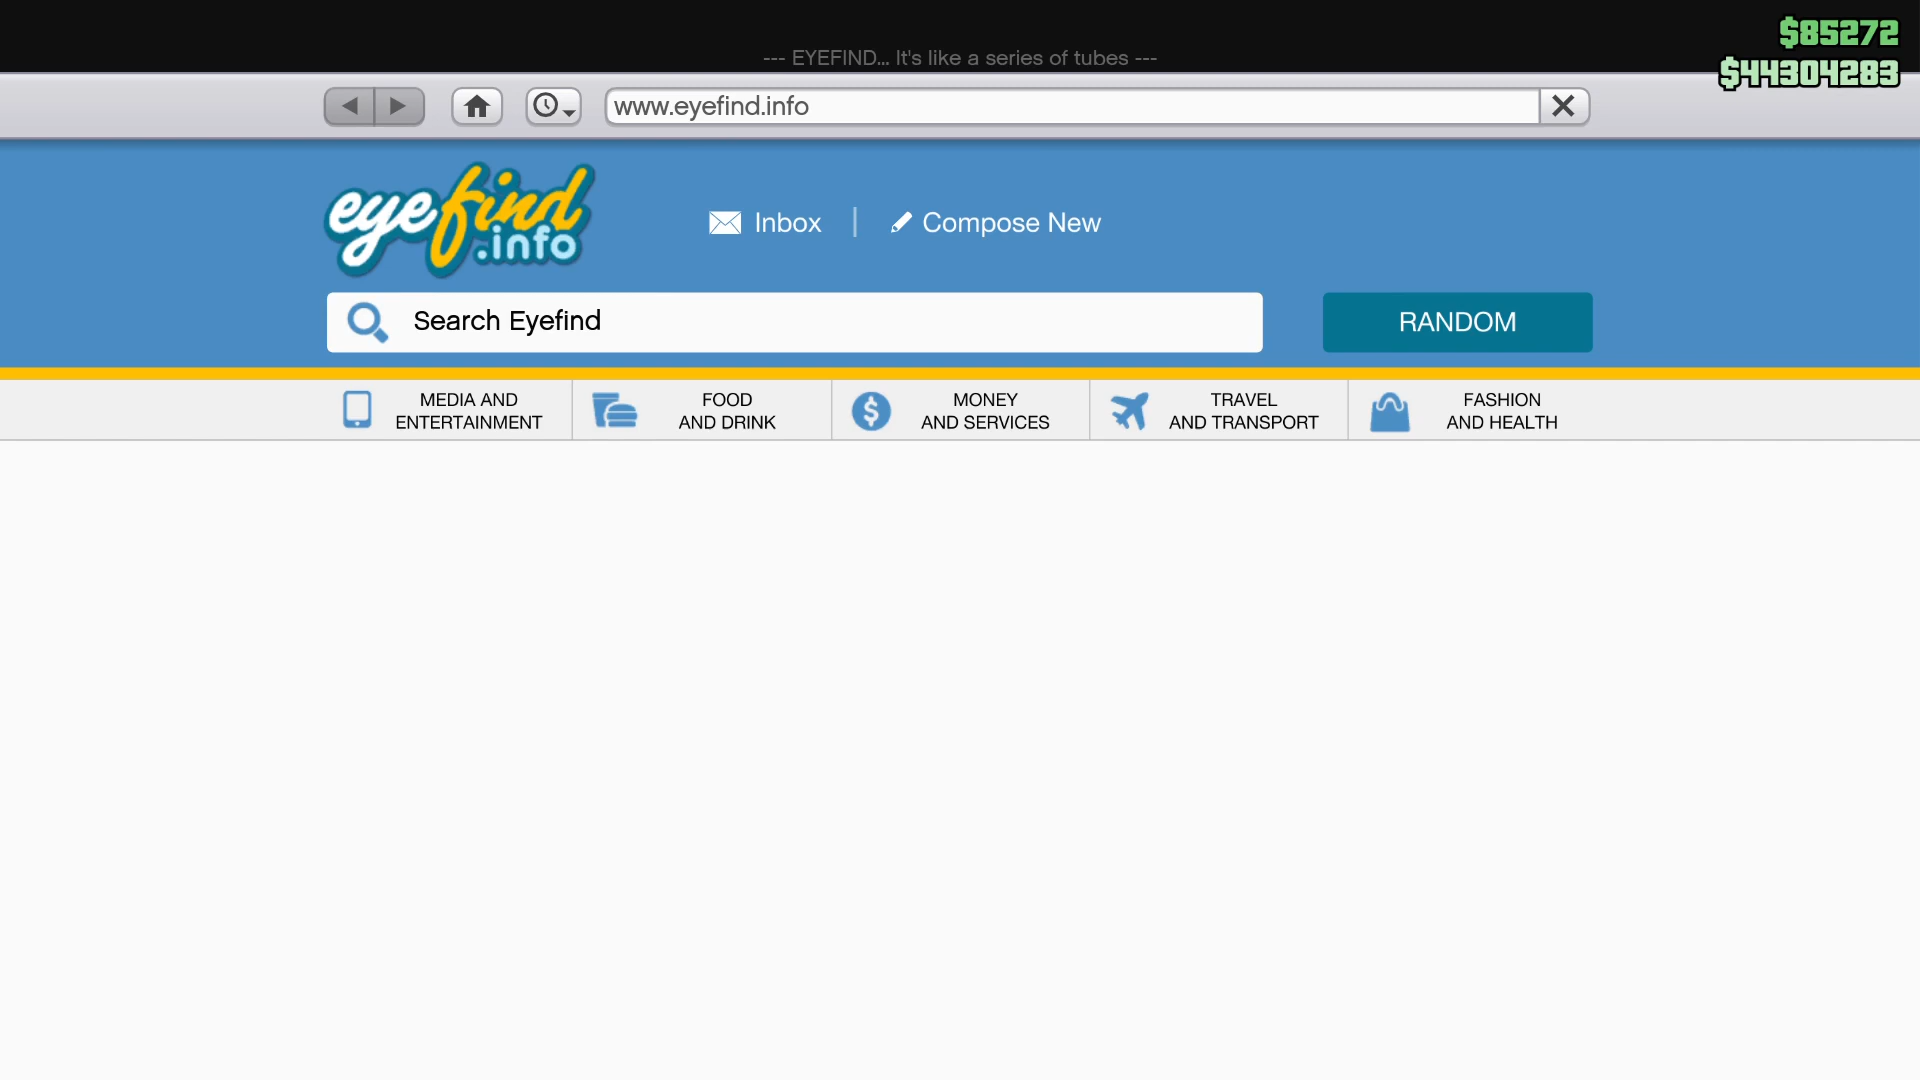 $85272
--- EYEFIND... It's like a series of tubes ---
$44304283
www.eyefind.info
eyefind
.info
Inbox | Compose New
Search Eyefind
RANDOM
MEDIA AND
ENTERTAINMENT
FOOD
AND DRINK
MONEY
AND SERVICES
TRAVEL
AND TRANSPORT
FASHION
AND HEALTH